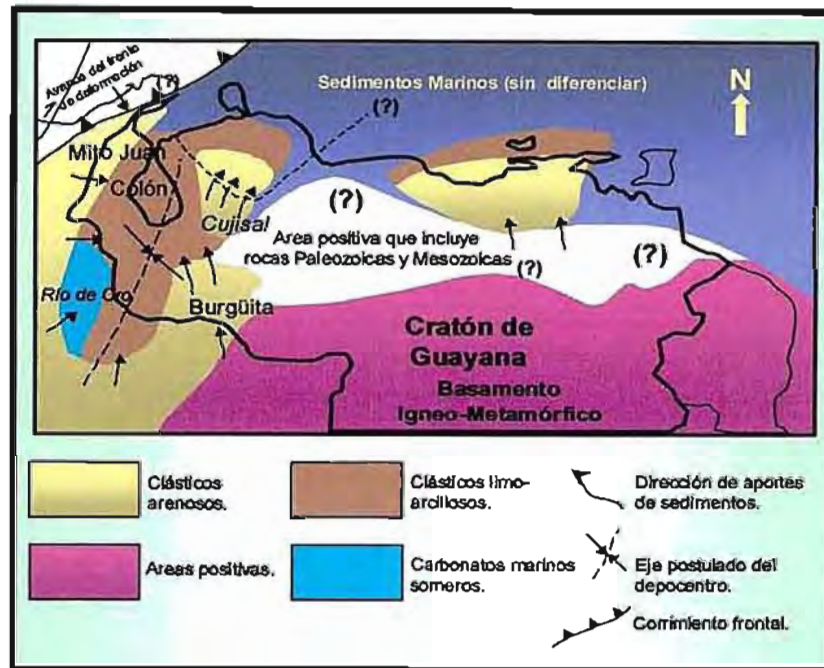 Avance del frente
de deformación
(?)
Sedimentos Marinos (sin diferenciar)
N
(?)
Mito Juan
Colón
Cujisal
(?)
Area positiva que incluye
rocas Paleozoicas y Mesozoicas
(?)
(?)
Río de Oro
Burgüita
Cratón de
Guayana
Basamento
Igneo-Metamórfico
Clásticos
arenosos.
Clásticos limo-
arcillosos.
Dirección de aportes
de sedimentos.
Areas positivas.
Carbonatos marinos
someros.
Eje postulado del
depocentro.
Corrimiento frontal.